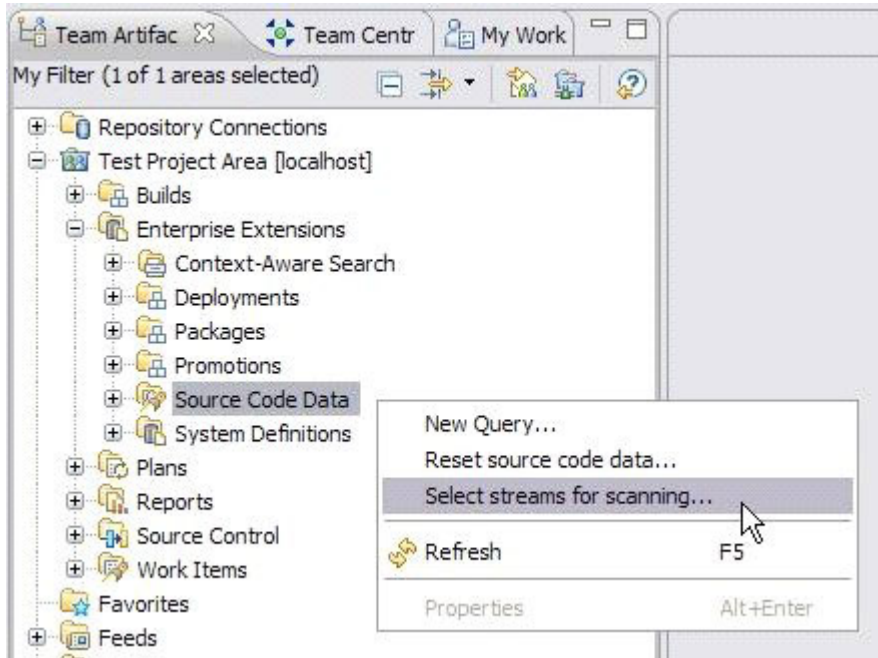 Team Artifac Team Centr My Work
My Filter (1 of 1 areas selected)
Repository Connections
Test Project Area [localhost]
Builds
Enterprise Extensions
Context-Aware Search
Deployments
Packages
Promotions
Source Code Data
System Definitions
Plans
Reports
Source Control
Work Items
Favorites
Feeds
New Query...
Reset source code data...
Select streams for scanning...
Refresh F5
Properties Alt+Enter